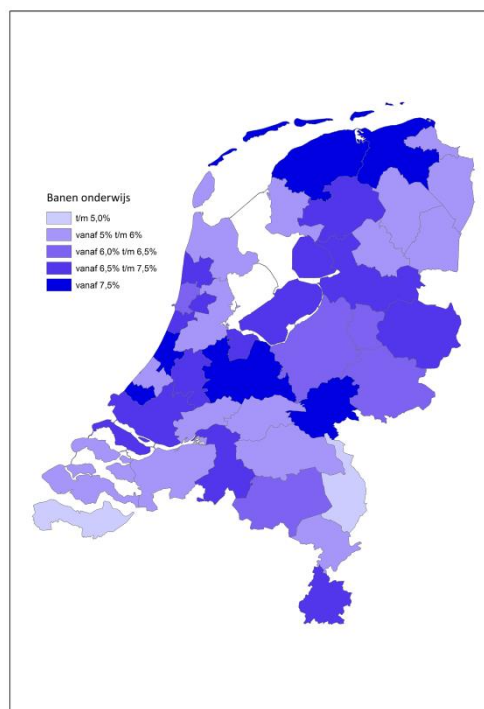 Banen onderwijs
t/m 5,0%
vanaf 5% t/m 6%
vanaf 6,0% t/m 6,5%
vanaf 6,5% t/m 7,5%
vanaf 7,5%